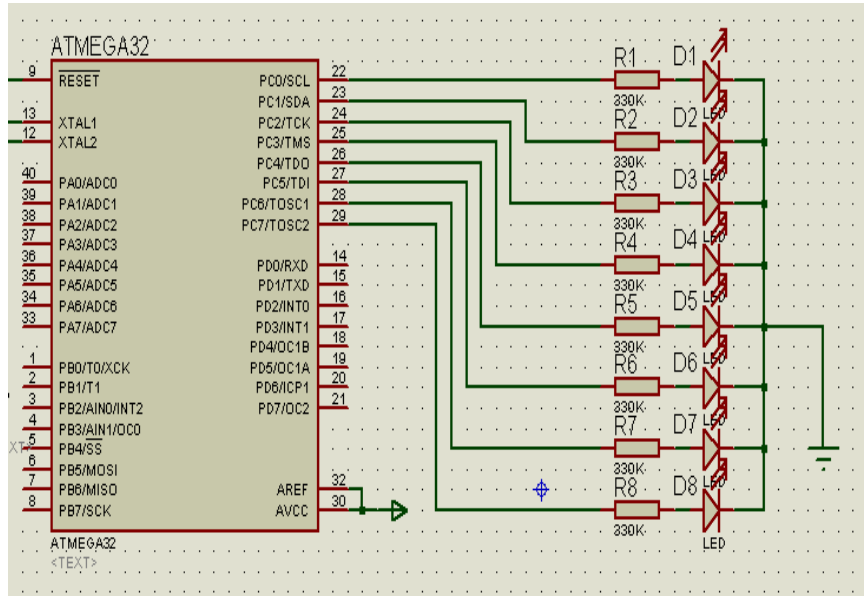 ATMEGA32
9 RESET PC0/SCL 22
PC1/SDA 23
13 XTAL1 PC2/TCK 24
12 XTAL2 PC3/TMS 25
PC4/TDO 26
40 PA0/ADC0 PC5/TDI 27
39 PA1/ADC1 PC6/TOSC1 28
38 PA2/ADC2 PC7/TOSC2 29
37 PA3/ADC3
36 PA4/ADC4 PD0/RXD 14
35 PA5/ADC5 PD1/TXD 15
34 PA6/ADC6 PD2/INT0 16
33 PA7/ADC7 PD3/INT1 17
PD4/OC1B 18
1 PB0/T0/XCK PD5/OC1A 19
2 PB1/T1 PD6/ICP1 20
3 PB2/AIN0/INT2 PD7/OC2 21
4 PB3/AIN1/OC0
5 PB4/SS
6 PB5/MOSI
7 PB6/MISO AREF 32
8 PB7/SCK AVCC 30
ATMEGA32
<TEXT>
R1 D1
330K LED
R2 D2
330K LED
R3 D3
330K LED
R4 D4
330K LED
R5 D5
330K LED
R6 D6
330K LED
R7 D7
330K LED
R8 D8
330K LED